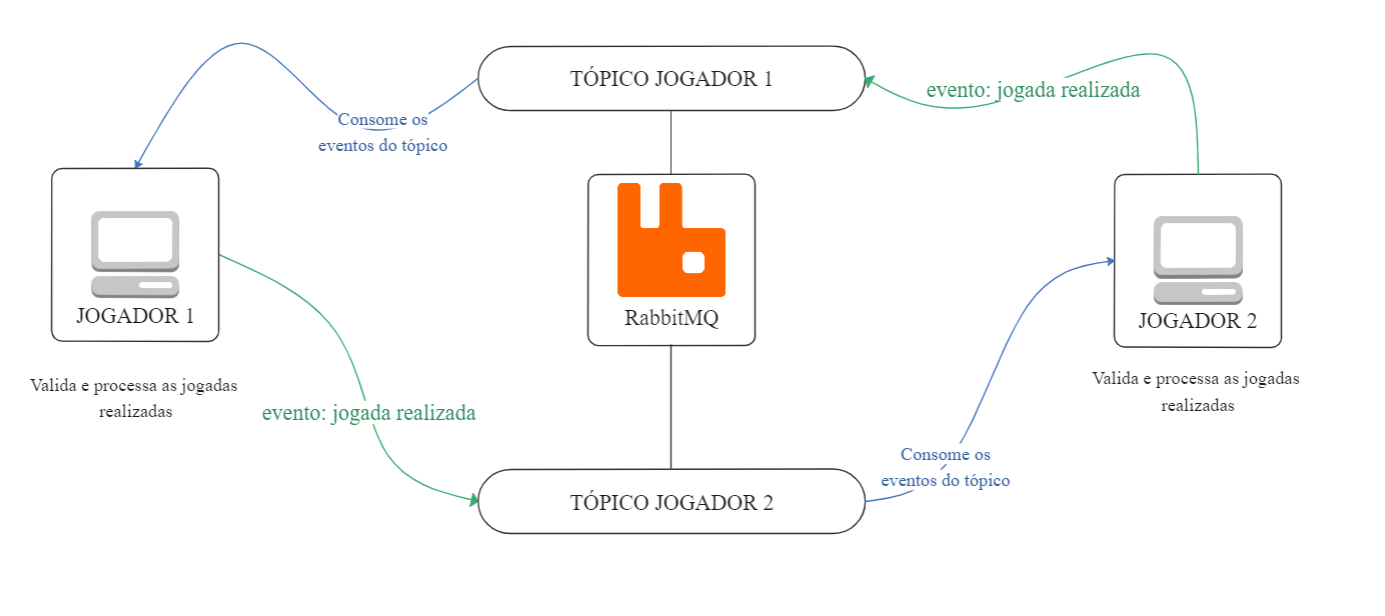 TÓPICO JOGADOR 1
evento: jogada realizada
Consome os
eventos do tópico
JOGADOR 1
RabbitMQ
JOGADOR 2
Valida e processa as jogadas
realizadas
Valida e processa as jogadas
realizadas
evento: jogada realizada
Consome os
eventos do tópico
TÓPICO JOGADOR 2